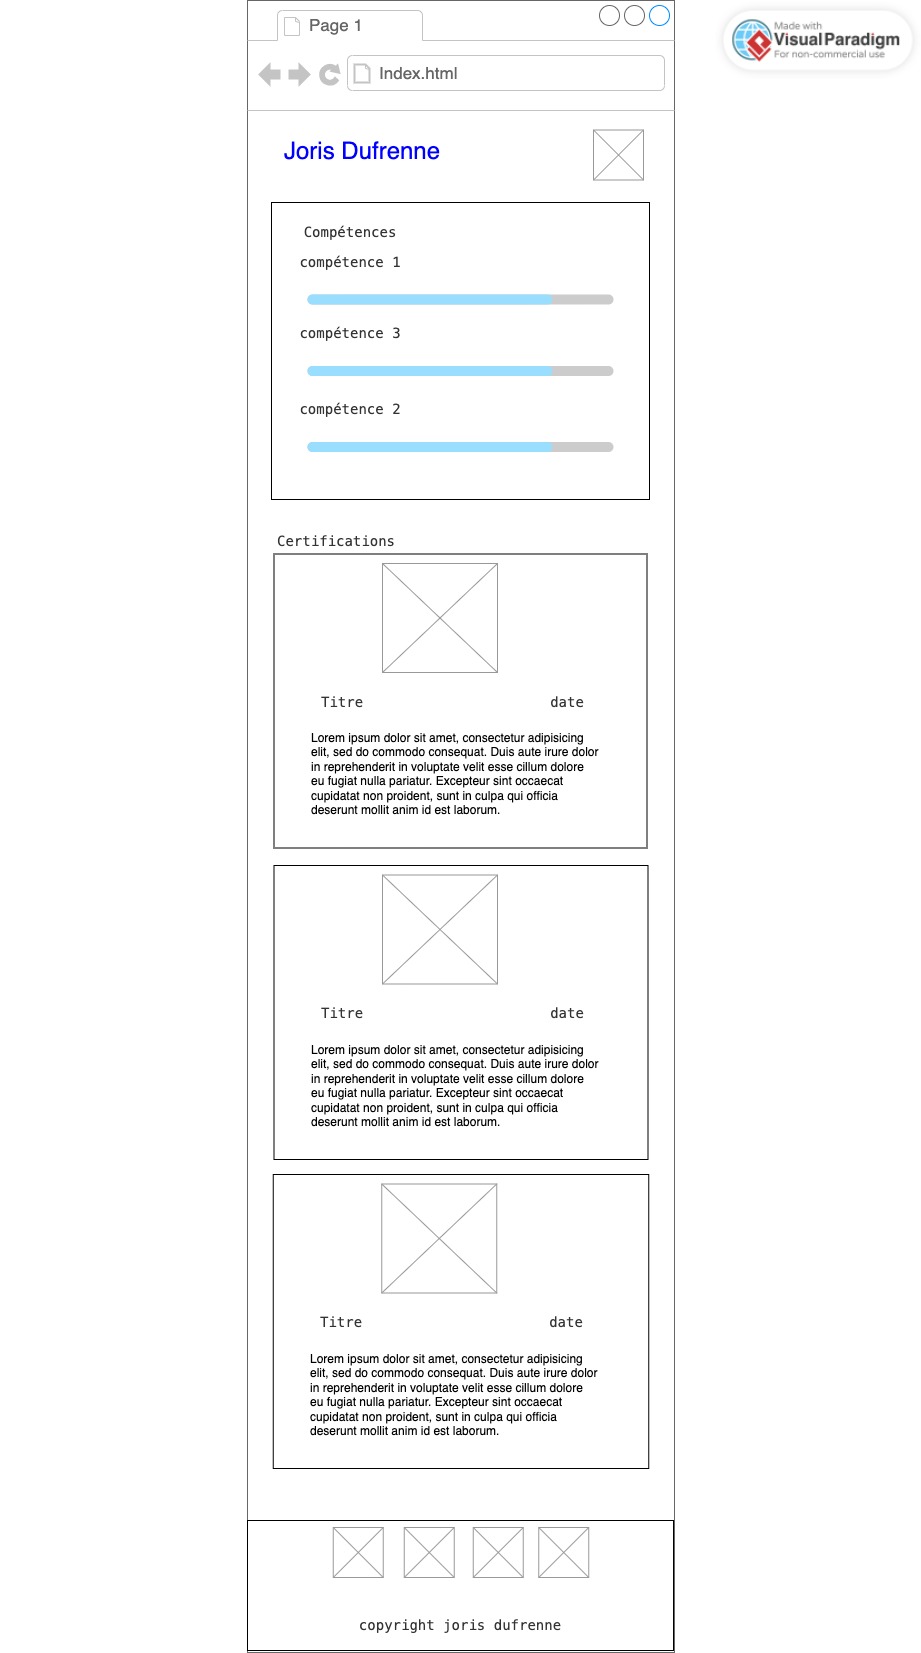 Page 1
Made with
VisualParadigm
For non-commercial use
Index.html
Joris Dufrenne
Compétences
compétence 1
compétence 3
compétence 2
Certifications
Titre date
Lorem ipsum dolor sit amet, consectetur adipisicing
elit, sed do commodo consequat. Duis aute irure dolor
in reprehenderit in voluptate velit esse cillum dolore
eu fugiat nulla pariatur. Excepteur sint occaecat
cupidatat non proident, sunt in culpa qui officia
deserunt mollit anim id est laborum.
Titre date
Lorem ipsum dolor sit amet, consectetur adipisicing
elit, sed do commodo consequat. Duis aute irure dolor
in reprehenderit in voluptate velit esse cillum dolore
eu fugiat nulla pariatur. Excepteur sint occaecat
cupidatat non proident, sunt in culpa qui officia
deserunt mollit anim id est laborum.
Titre date
Lorem ipsum dolor sit amet, consectetur adipisicing
elit, sed do commodo consequat. Duis aute irure dolor
in reprehenderit in voluptate velit esse cillum dolore
eu fugiat nulla pariatur. Excepteur sint occaecat
cupidatat non proident, sunt in culpa qui officia
deserunt mollit anim id est laborum.
copyright joris dufrenne